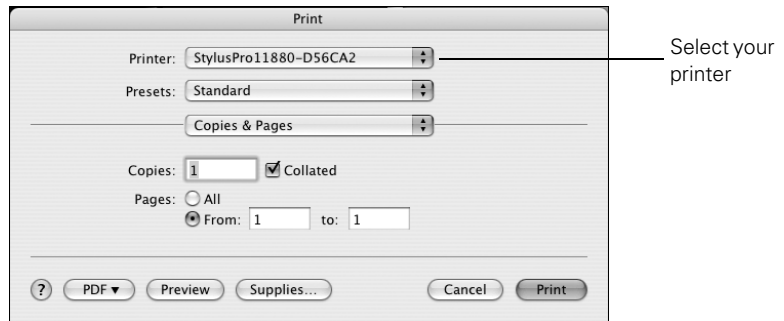 Print
Printer: StylusPro11880-D56CA2
Select your
printer
Presets: Standard
Copies & Pages
Copies: 1 Collated
Pages: All
From: 1 to: 1
? PDF▼ Preview Supplies... Cancel Print